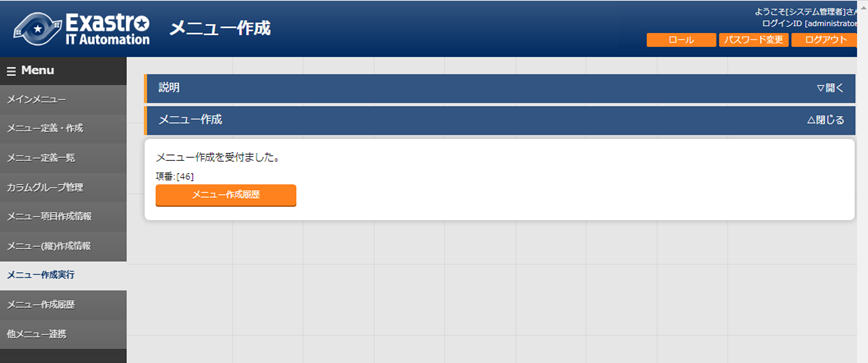 Exastro
IT Automation
メニュー作成
ようこそ[システム管理者]さん
ログインID [administrator
ロール
パスワード変更
ログアウト
Menu
メインメニュー
メニュー定義・作成
メニュー定義一覧
カラムグループ管理
メニュー項目作成情報
メニュー(縦)作成情報
メニュー作成実行
メニュー作成履歴
他メニュー連携
説明
▽開く
メニュー作成
△閉じる
メニュー作成を受付ました。
項番:[46]
メニュー作成履歴